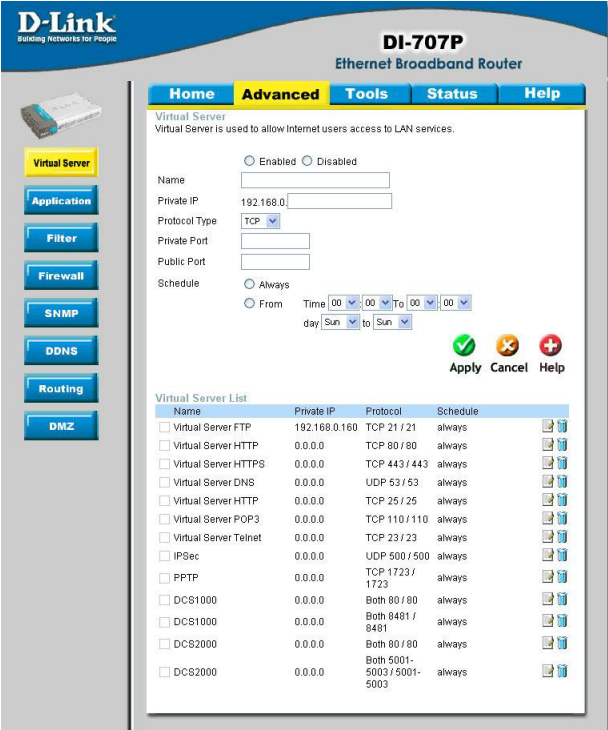 D-Link
Building Networks for People
DI-707P
Ethernet Broadband Router
Home Advanced Tools Status Help
Virtual Server
Application
Filter
Firewall
SNMP
DDNS
Routing
DMZ
Virtual Server
Virtual Server is used to allow Internet users access to LAN services.
Enabled Disabled
Name
Private IP 192.168.0.
Protocol Type TCP
Private Port
Public Port
Schedule Always
From Time 00 : 00 To 00 : 00
day Sun to Sun
Apply Cancel Help
Virtual Server List
Name Private IP Protocol Schedule
Virtual Server FTP 192.168.0.160 TCP 21 / 21 always
Virtual Server HTTP 0.0.0.0 TCP 80 / 80 always
Virtual Server HTTPS 0.0.0.0 TCP 443 / 443 always
Virtual Server DNS 0.0.0.0 UDP 53 / 53 always
Virtual Server HTTP 0.0.0.0 TCP 25 / 25 always
Virtual Server POP3 0.0.0.0 TCP 110 / 110 always
Virtual Server Telnet 0.0.0.0 TCP 23 / 23 always
IPSec 0.0.0.0 UDP 500 / 500 always
PPTP 0.0.0.0 TCP 1723 / 1723 always
DCS1000 0.0.0.0 Both 80 / 80 always
DCS1000 0.0.0.0 Both 8481 / 8481 always
DCS2000 0.0.0.0 Both 80 / 80 always
DCS2000 0.0.0.0 Both 5001-5003 / 5001-5003 always